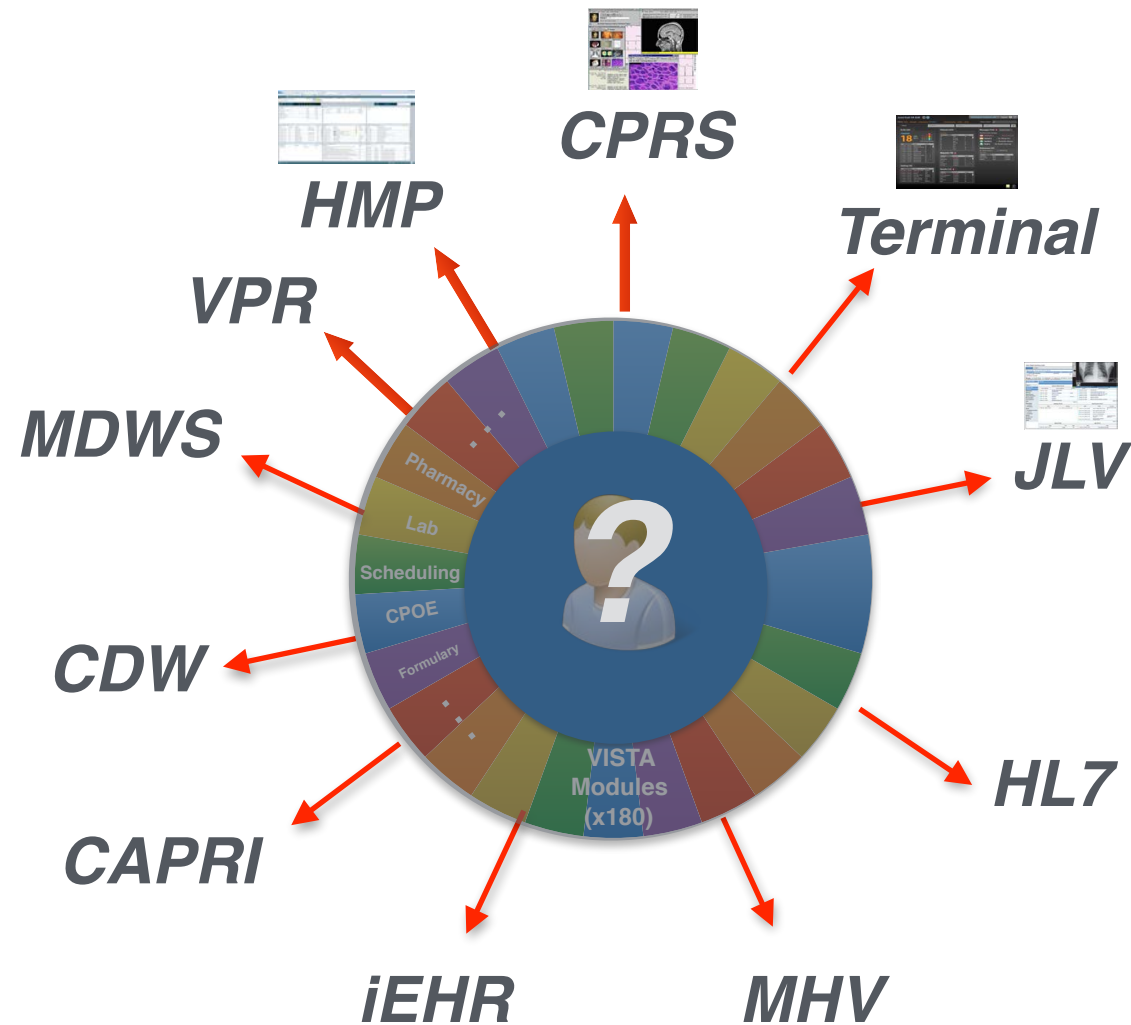 CPRS
HMP
Terminal
VPR
18
MDWS
JLV
Pharmacy
Lab
Scheduling
CPOE
Formulary
?
CDW
VISTA
Modules
(x180)
HL7
CAPRI
iEHR
MHV